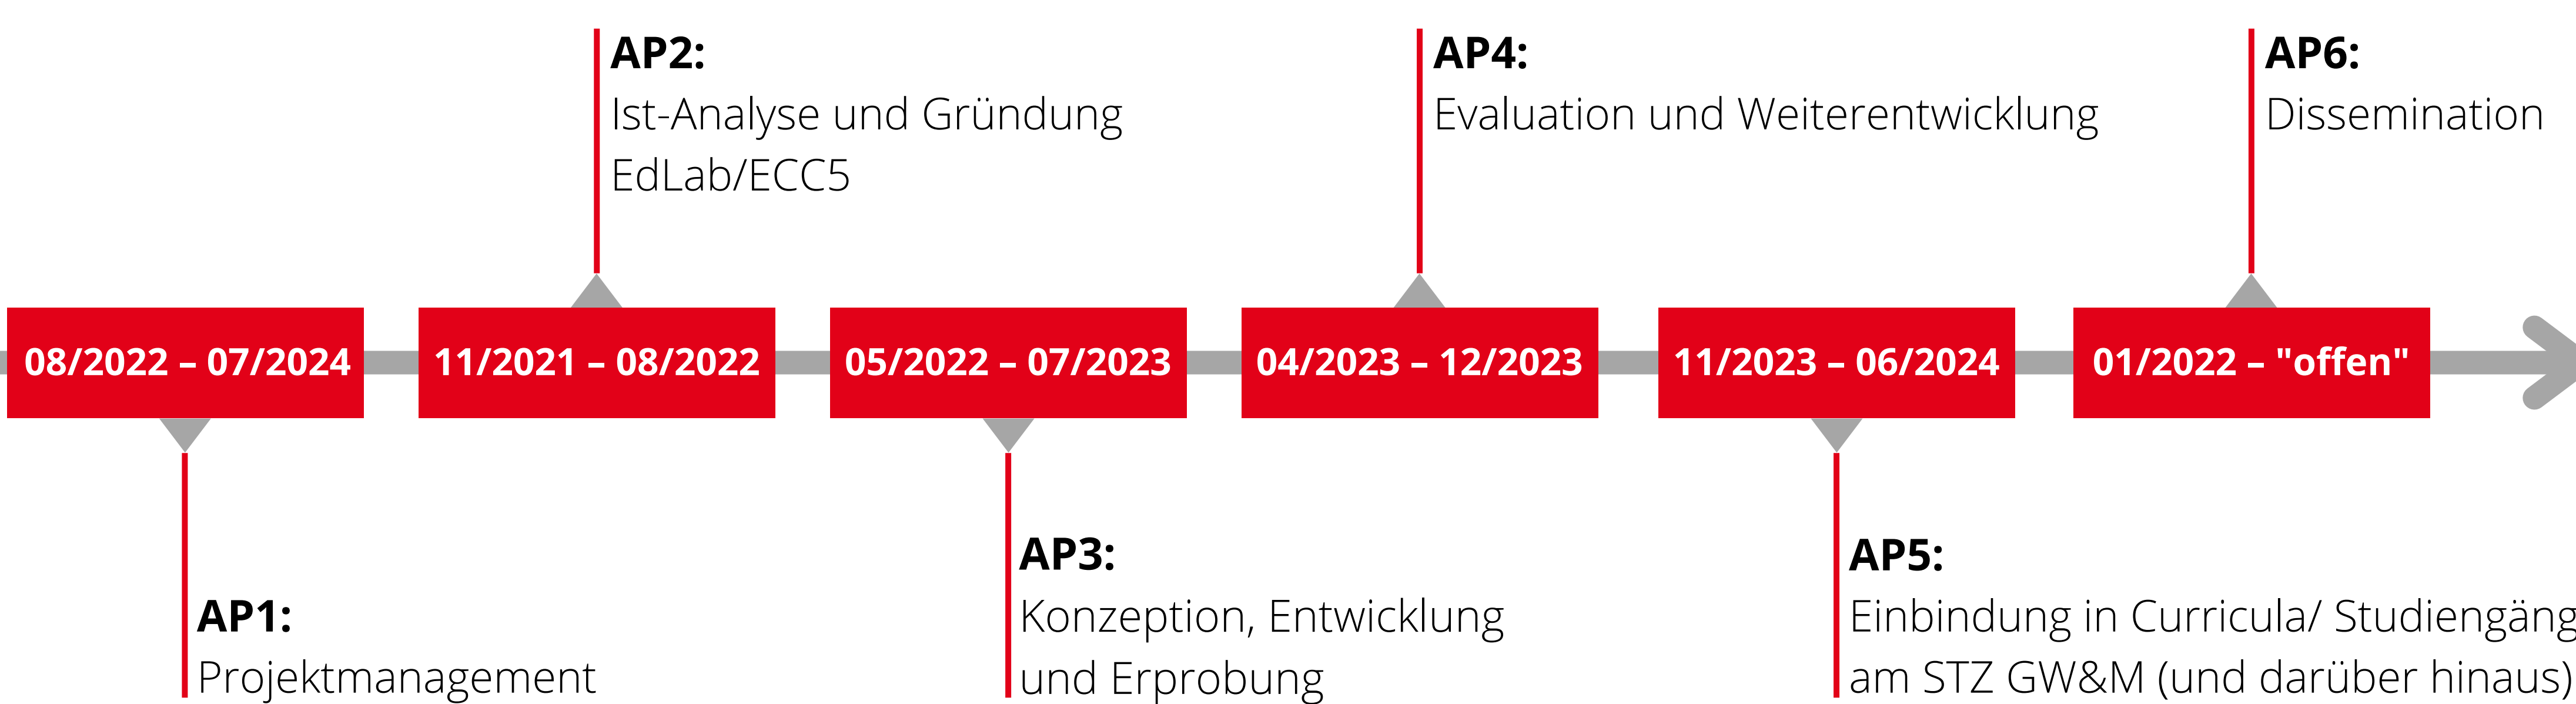 AP2:
Ist-Analyse und Gründung
EdLab/ECC5
AP4:
Evaluation und Weiterentwicklung
AP6:
Dissemination
08/2022 – 07/2024
11/2021 – 08/2022
05/2022 – 07/2023
04/2023 – 12/2023
11/2023 – 06/2024
01/2022 – "offen"
AP1:
Projektmanagement
AP3:
Konzeption, Entwicklung
und Erprobung
AP5:
Einbindung in Curricula/ Studiengäng
am STZ GW&M (und darüber hinaus)